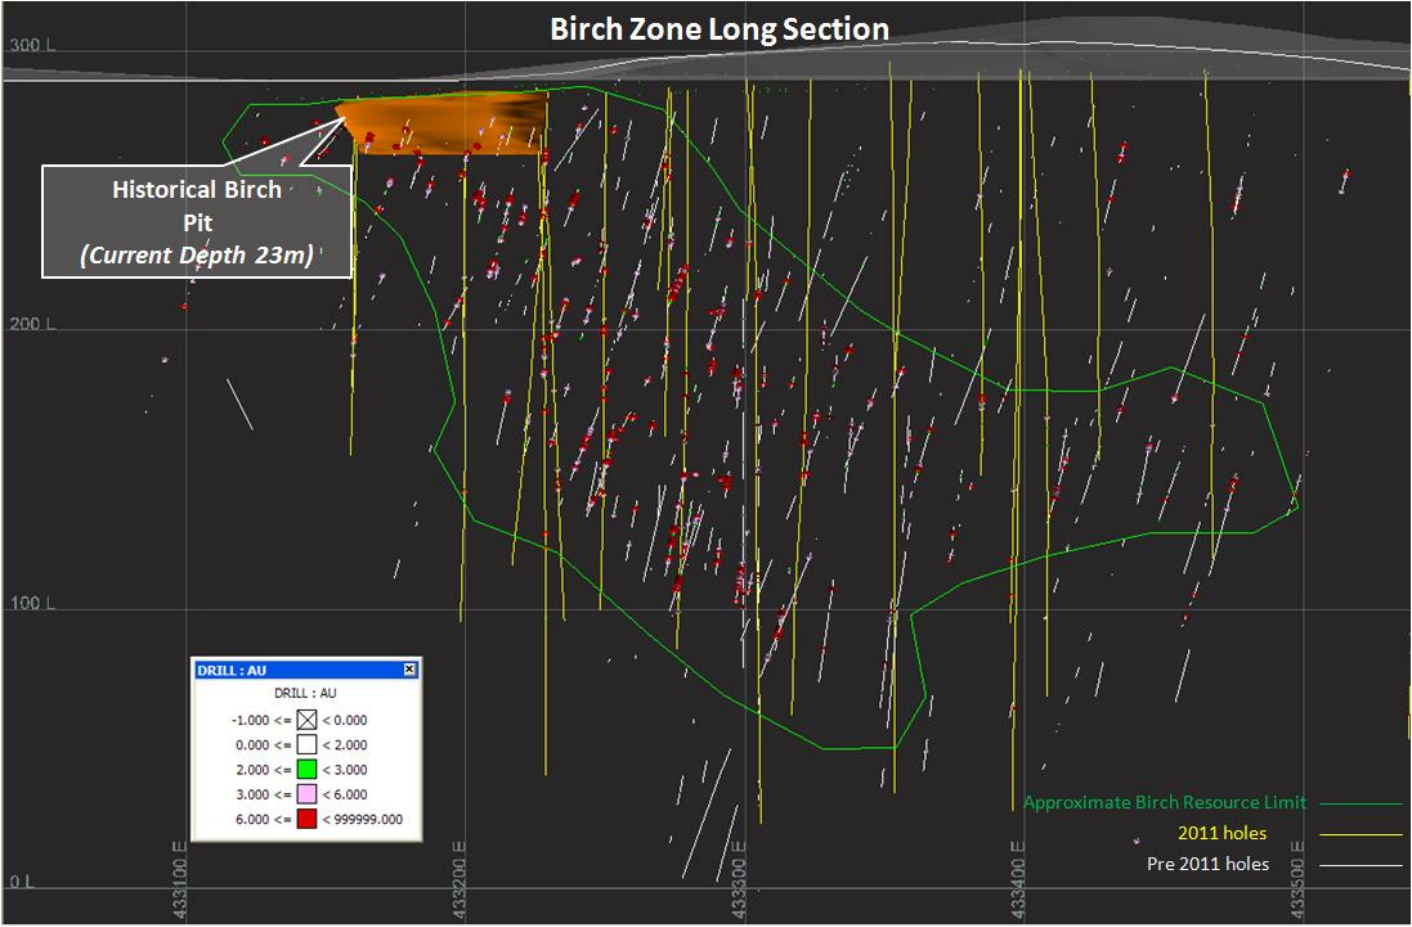 Birch Zone Long Section
300 L
Historical Birch
Pit
(Current Depth 23m)
200 L
100 L
DRILL : AU
DRILL : AU
-1.000 <= < 0.000
0.000 <= < 2.000
2.000 <= < 3.000
3.000 <= < 6.000
6.000 <= < 999999.000
Approximate Birch Resource Limit
2011 holes
Pre 2011 holes
0 L
433100 E
433200 E
433300 E
433400 E
433500 E